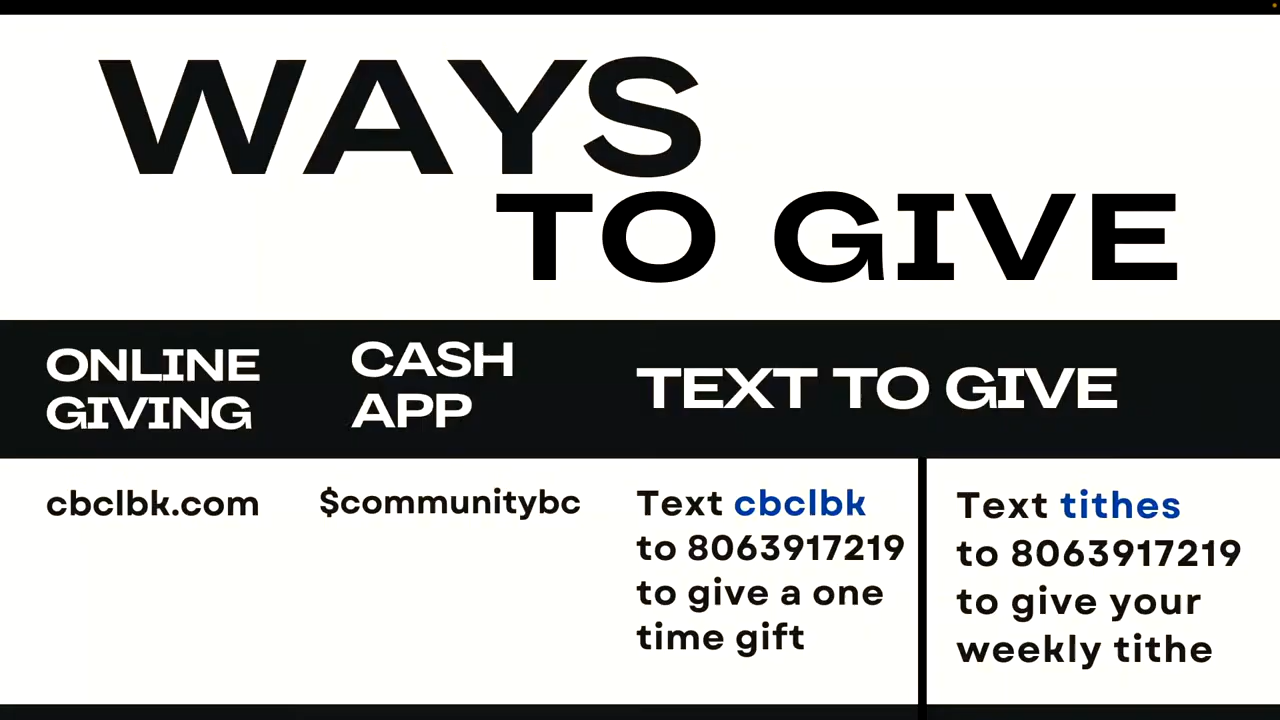 WAYS
TO GIVE
ONLINE
GIVING
cbclbk.com
CASH
APP
$communitybc
TEXT TO GIVE
Text cbclbk
to 8063917219
to give a one
time gift
Text tithes
to 8063917219
to give your
weekly tithe